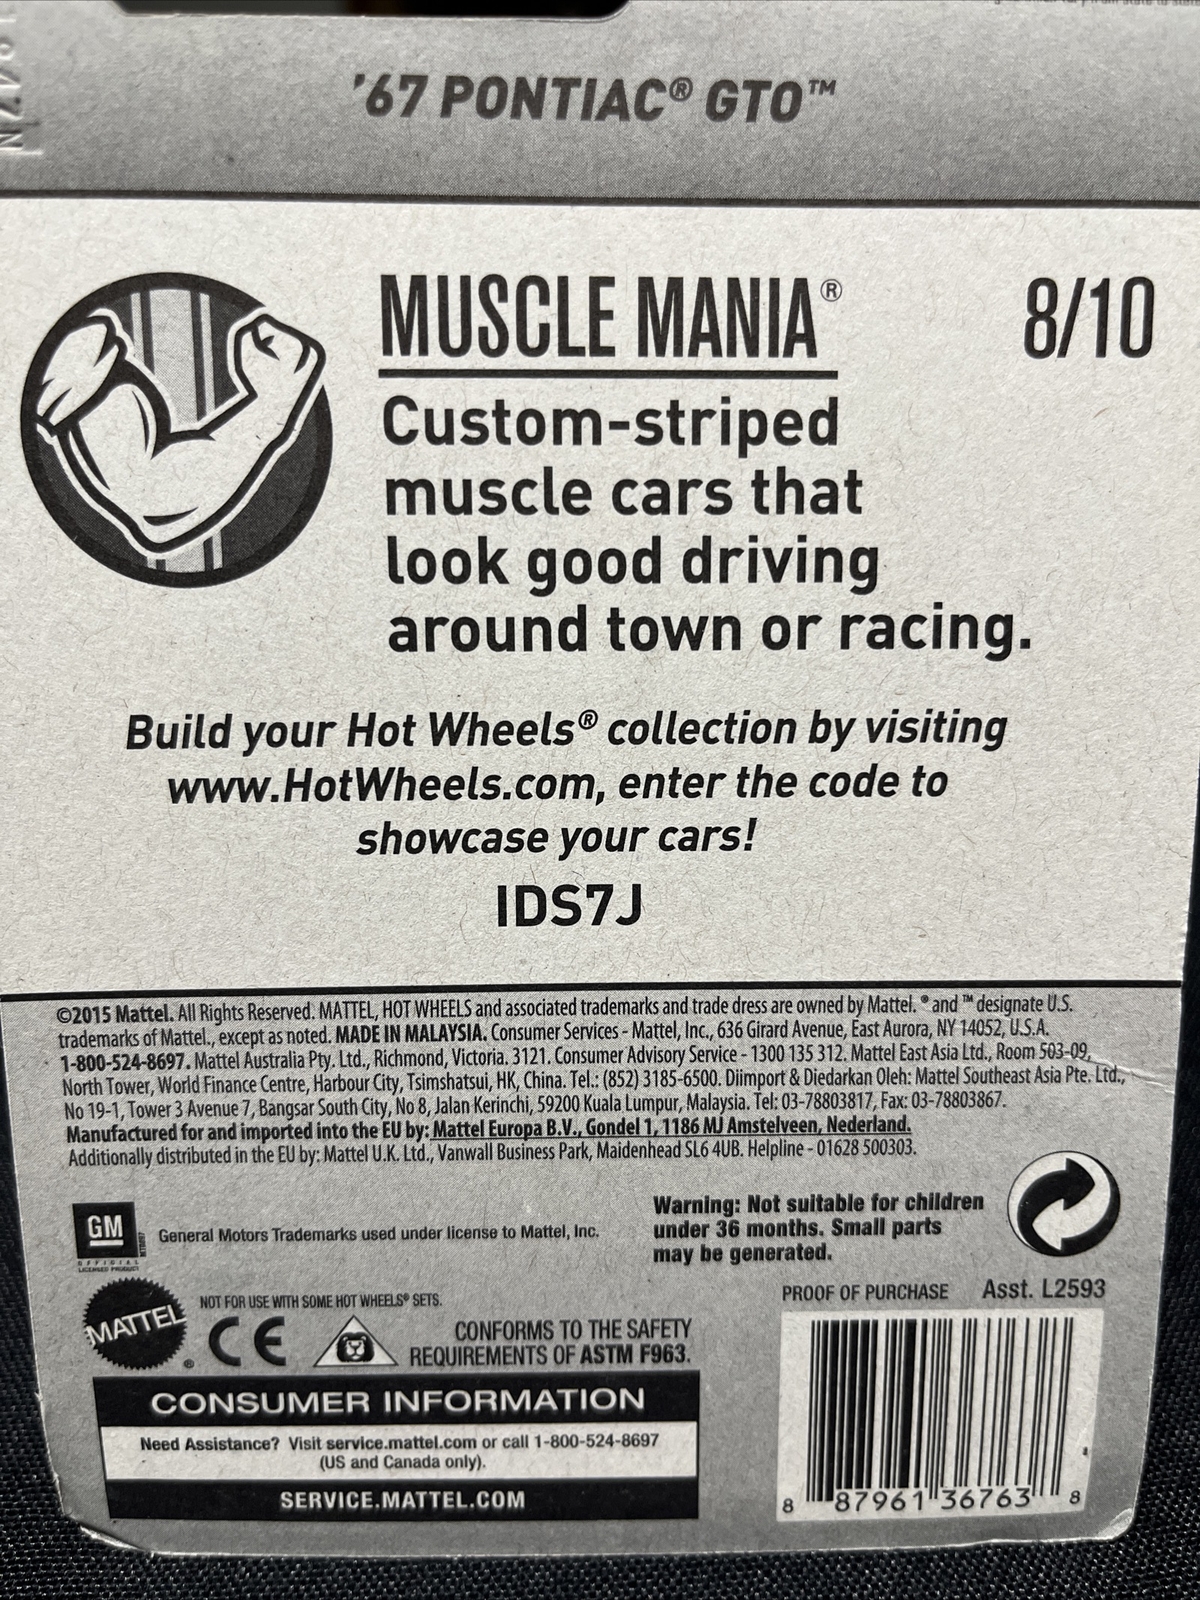 '67 PONTIAC® GTO™
MUSCLE MANIA®
8/10
Custom-striped
muscle cars that
look good driving
around town or racing.
Build your Hot Wheels® collection by visiting
www.HotWheels.com, enter the code to
showcase your cars!
IDS7J
©2015 Mattel. All Rights Reserved. MATTEL, HOT WHEELS and associated trademarks and trade dress are owned by Mattel. ® and ™ designate U.S.
trademarks of Mattel., except as noted. MADE IN MALAYSIA. Consumer Services - Mattel, Inc., 636 Girard Avenue, East Aurora, NY 14052, U.S.A.
1-800-524-8697. Mattel Australia Pty. Ltd., Richmond, Victoria. 3121. Consumer Advisory Service - 1300 135 312. Mattel East Asia Ltd., Room 503-09,
North Tower, World Finance Centre, Harbour City, Tsimshatsui, HK, China. Tel.: (852) 3185-6500. Diimport & Diedarkan Oleh: Mattel Southeast Asia Pte. Ltd.,
No 19-1, Tower 3 Avenue 7, Bangsar South City, No 8, Jalan Kerinchi, 59200 Kuala Lumpur, Malaysia. Tel: 03-78803817, Fax: 03-78803867.
Manufactured for and imported into the EU by: Mattel Europa B.V., Gondel 1, 1186 MJ Amstelveen, Nederland.
Additionally distributed in the EU by: Mattel U.K. Ltd., Vanwall Business Park, Maidenhead SL6 4UB. Helpline - 01628 500303.
GM
OFFICIAL
LICENSED PRODUCT
General Motors Trademarks used under license to Mattel, Inc.
Warning: Not suitable for children
under 36 months. Small parts
may be generated.
PROOF OF PURCHASE Asst. L2593
MATTEL®
NOT FOR USE WITH SOME HOT WHEELS® SETS.
CE
CONFORMS TO THE SAFETY
REQUIREMENTS OF ASTM F963.
CONSUMER INFORMATION
Need Assistance? Visit service.mattel.com or call 1-800-524-8697
(US and Canada only).
SERVICE.MATTEL.COM
8 87961 36763 8